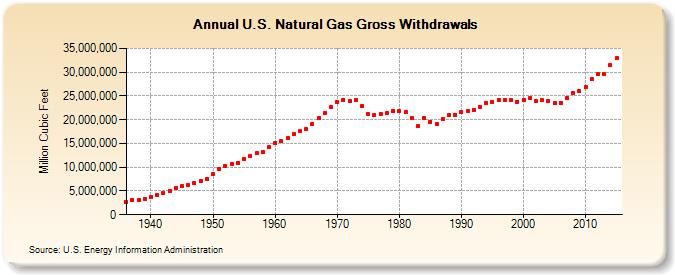 Annual U.S. Natural Gas Gross Withdrawals
Million Cubic Feet
35,000,000
30,000,000
25,000,000
20,000,000
15,000,000
10,000,000
5,000,000
0
1940 1950 1960 1970 1980 1990 2000 2010
Source: U.S. Energy Information Administration